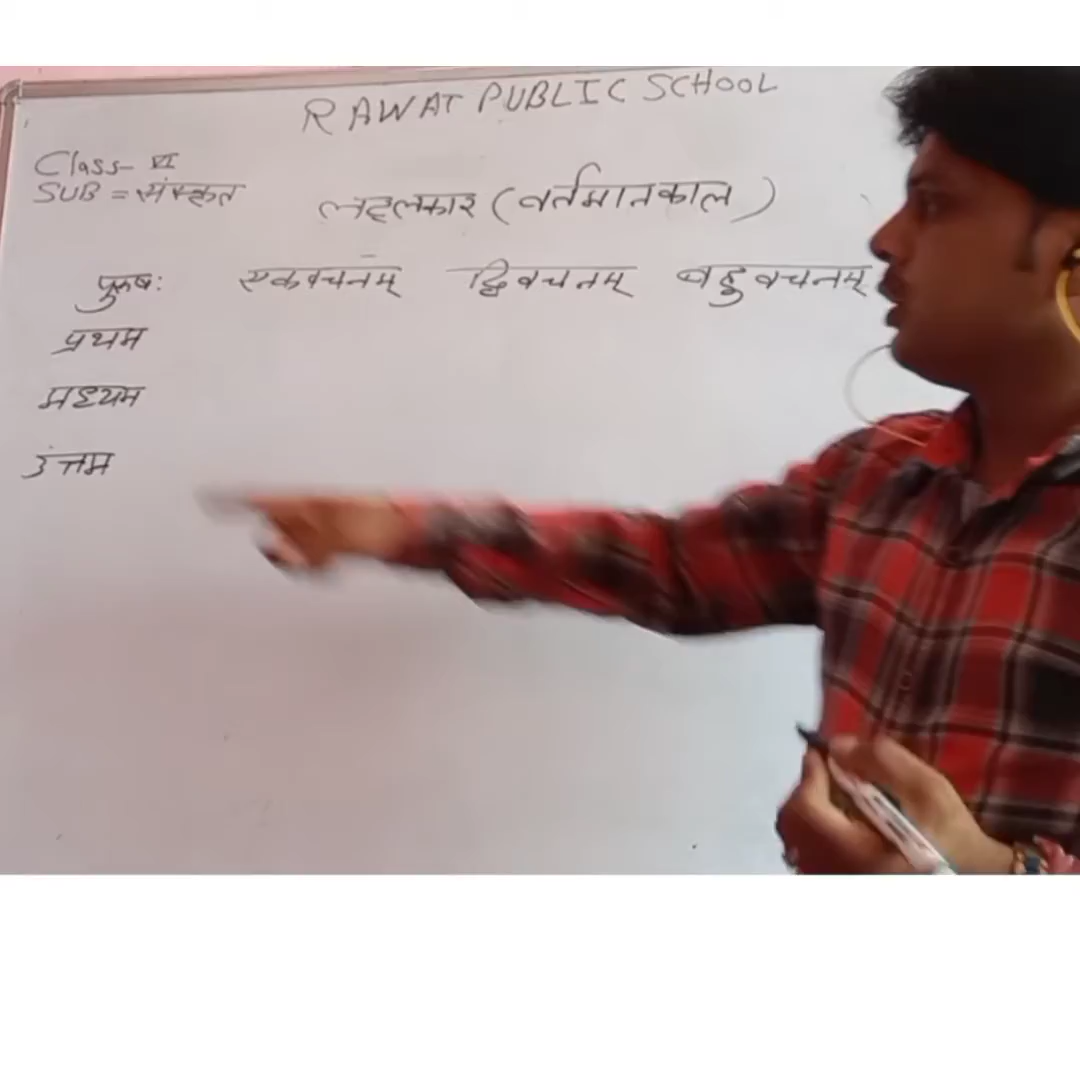 RAWAT PUBLIC SCHOOL
Class- VI
SUB = संस्कृत
लट्लकार (वर्तमानकाल)
पुरुषः एकवचनम् द्विवचनम् बहुवचनम्
प्रथम
मध्यम
उत्तम